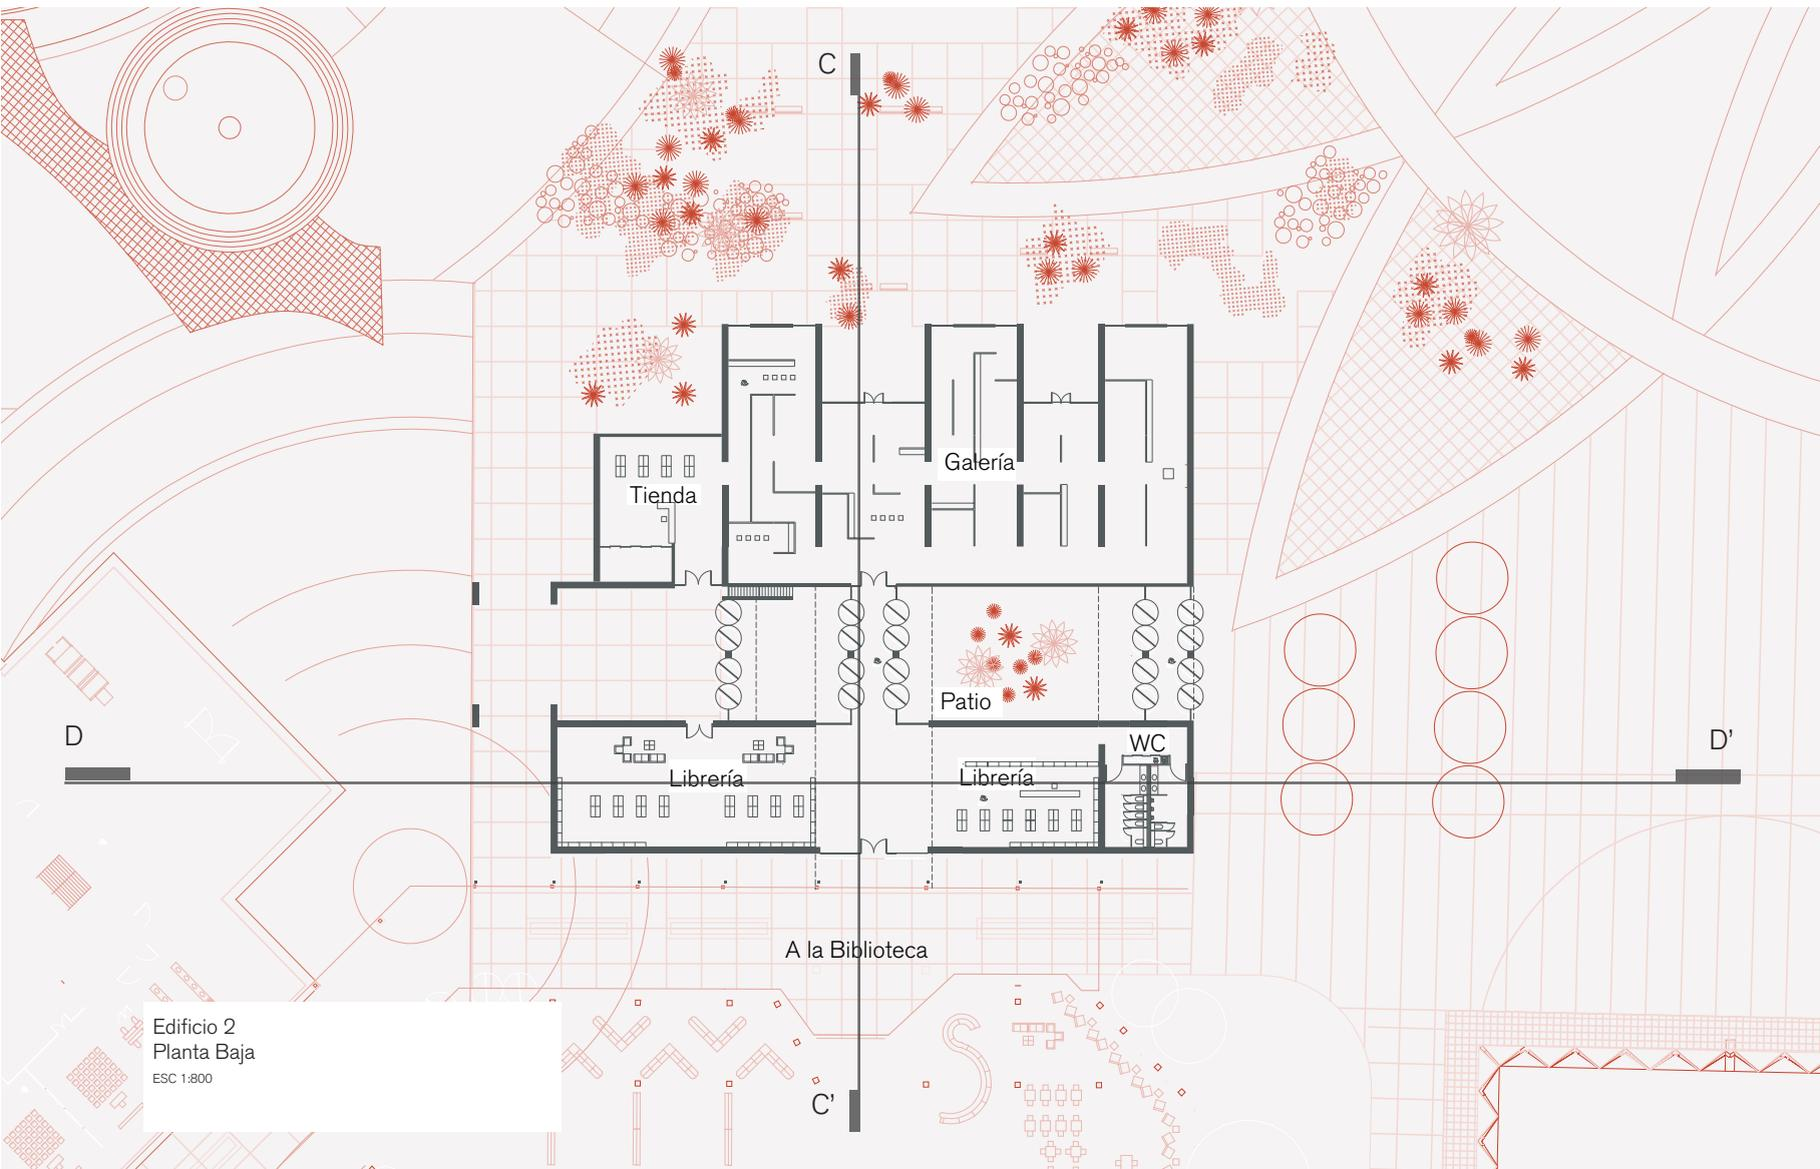 C
Galería
Tienda
Patio
D
WC
D'
Librería
Librería
A la Biblioteca
Edificio 2
Planta Baja
ESC 1:800
C'